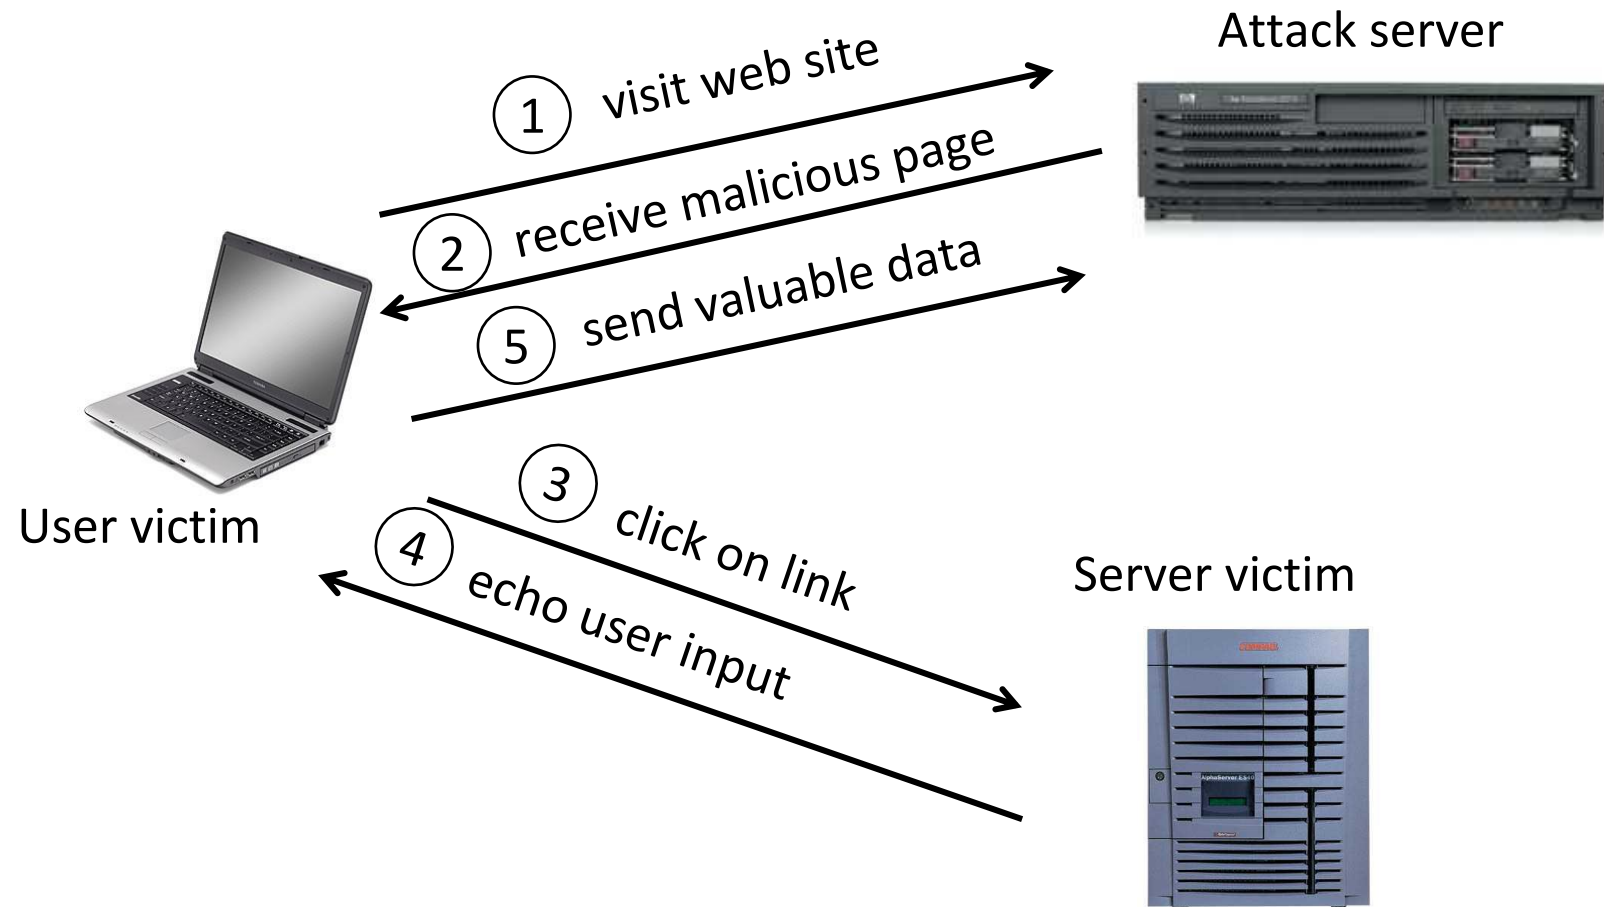 Attack server
1 visit web site
2 receive malicious page
5 send valuable data
User victim
3 click on link
4 echo user input
Server victim
COMPAQ